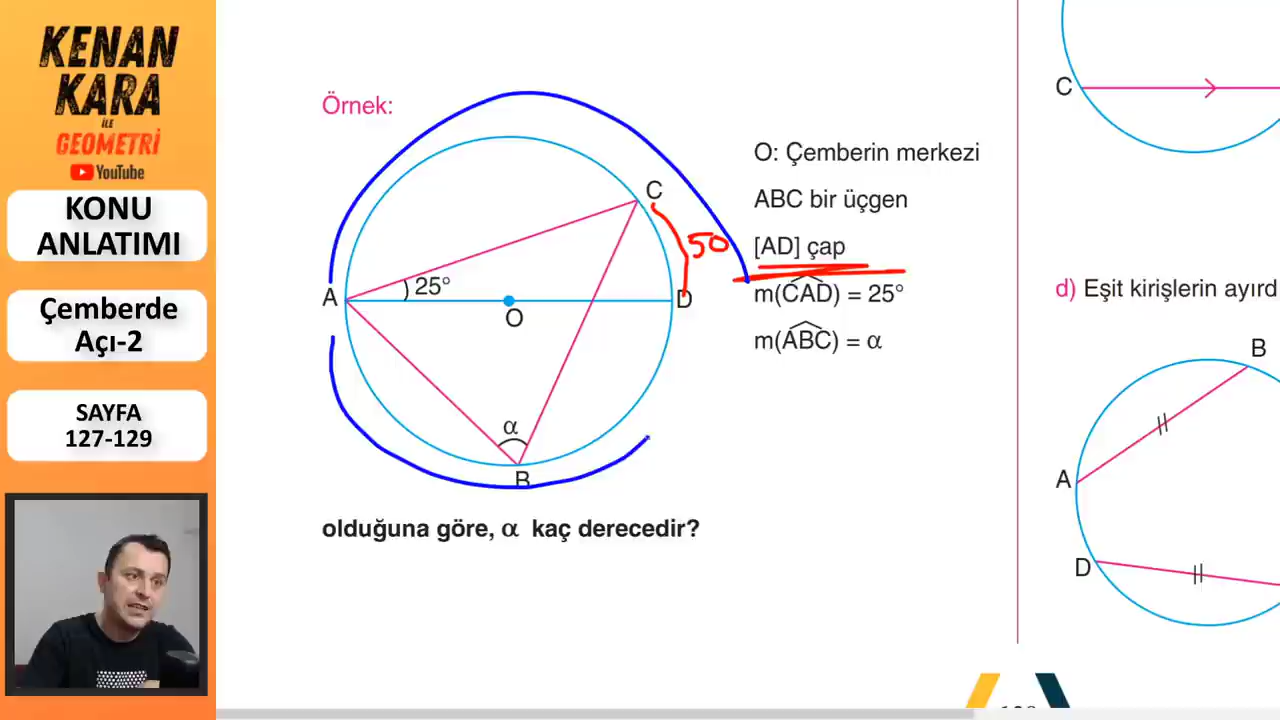 KENAN
KARA
İLE
GEOMETRİ
YouTube
KONU
ANLATIMI
Çemberde
Açı-2
SAYFA
127-129
Örnek:
C
50
A
25°
O
D
α
B
O: Çemberin merkezi
ABC bir üçgen
[AD] çap
m(CAD) = 25°
m(ABC) = α
olduğuna göre, α kaç derecedir?
C
d) Eşit kirişlerin ayırd
B
A
D